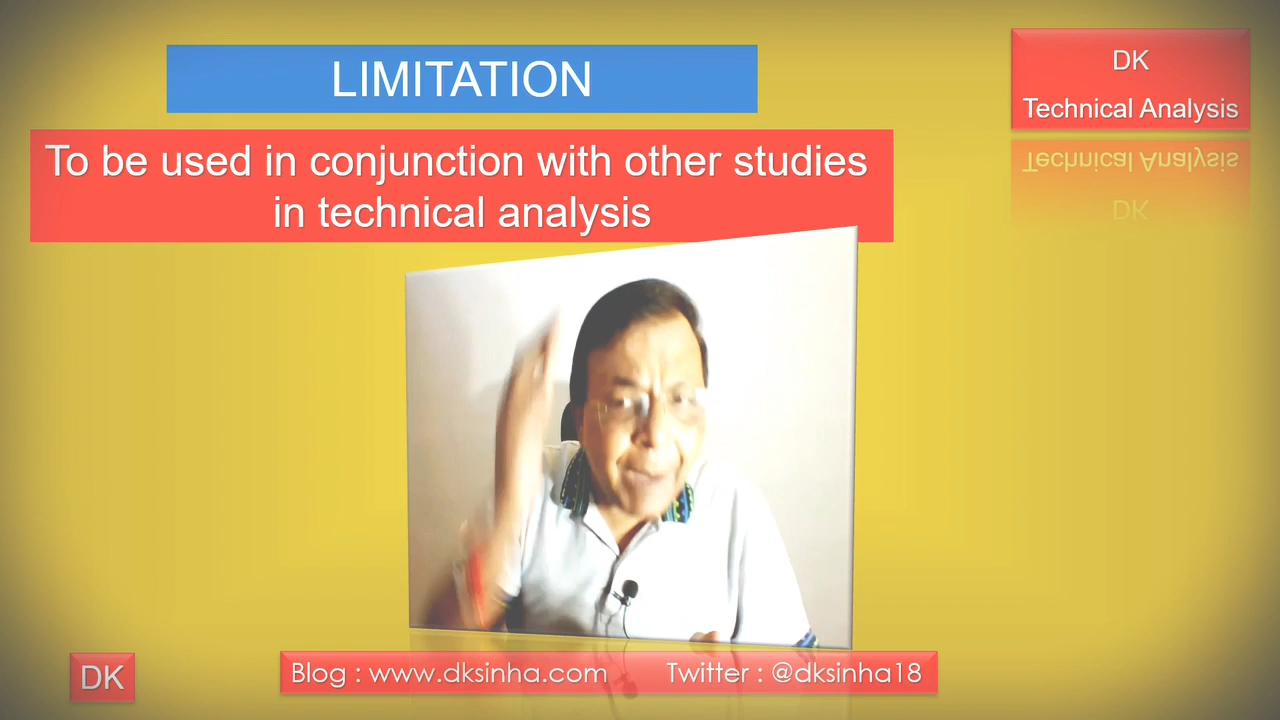 LIMITATION
To be used in conjunction with other studies
in technical analysis
DK
Technical Analysis
Technical Analysis
DK
DK
Blog : www.dksinha.com Twitter : @dksinha18